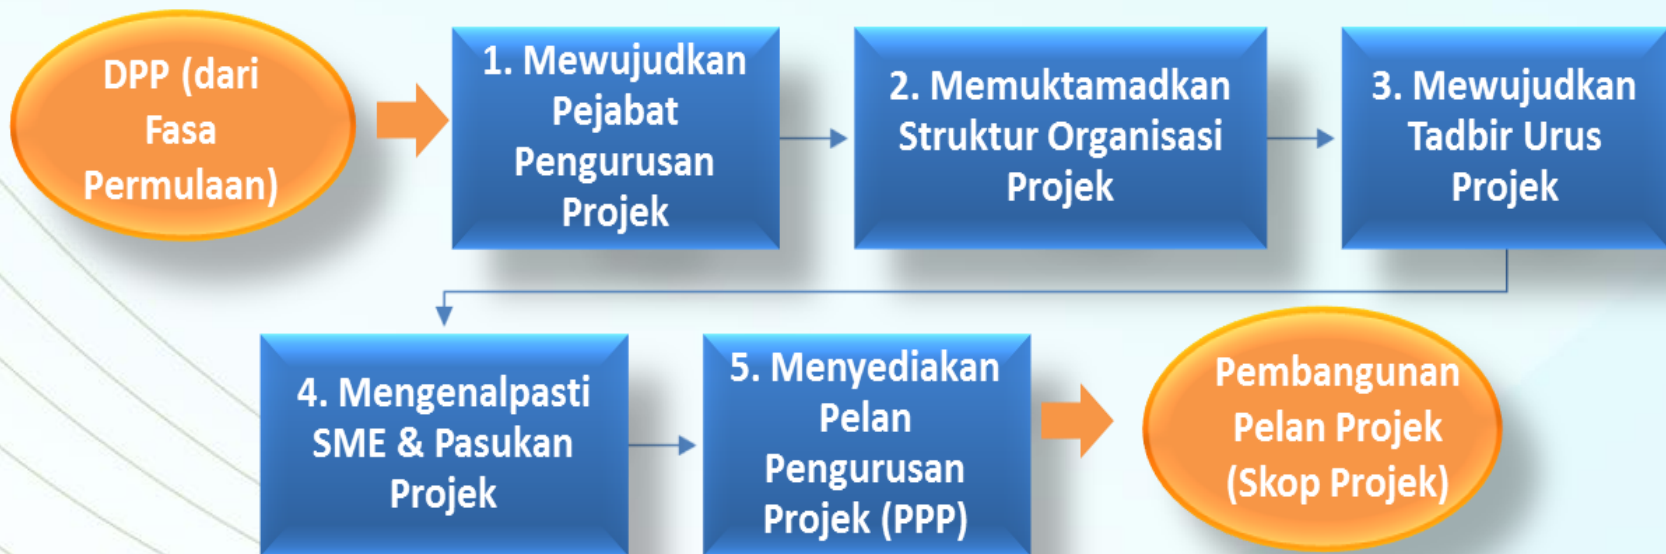 DPP (dari
Fasa
Permulaan)
1. Mewujudkan
Pejabat
Pengurusan
Projek
2. Memuktamadkan
Struktur Organisasi
Projek
3. Mewujudkan
Tadbir Urus
Projek
4. Mengenalpasti
SME & Pasukan
Projek
5. Menyediakan
Pelan
Pengurusan
Projek (PPP)
Pembangunan
Pelan Projek
(Skop Projek)